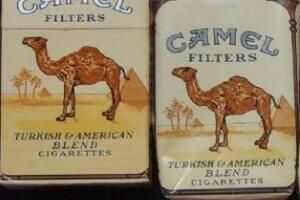 CAMEL
FILTERS
TURKISH & AMERICAN
BLEND
CIGARETTES
CAMEL
FILTERS
TURKISH & AMERICAN
BLEND
CIGARETTES